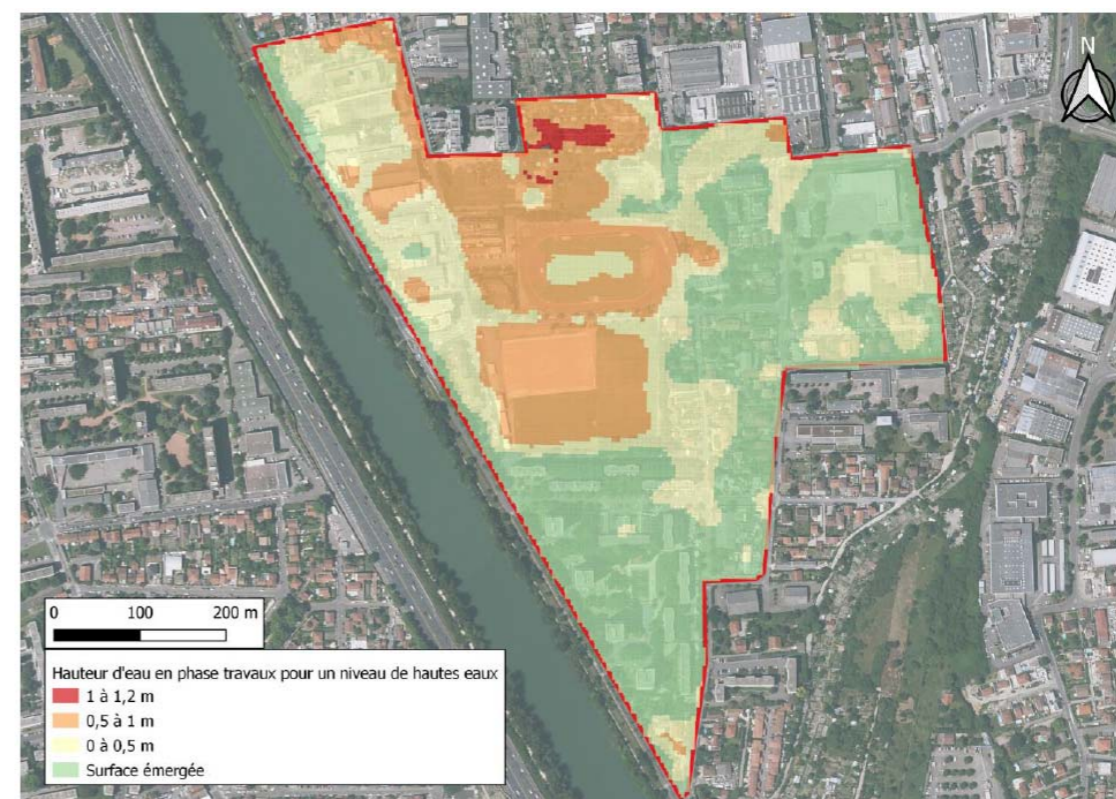 N
0 100 200 m
Hauteur d'eau en phase travaux pour un niveau de hautes eaux
1 à 1,2 m
0,5 à 1 m
0 à 0,5 m
Surface émergée